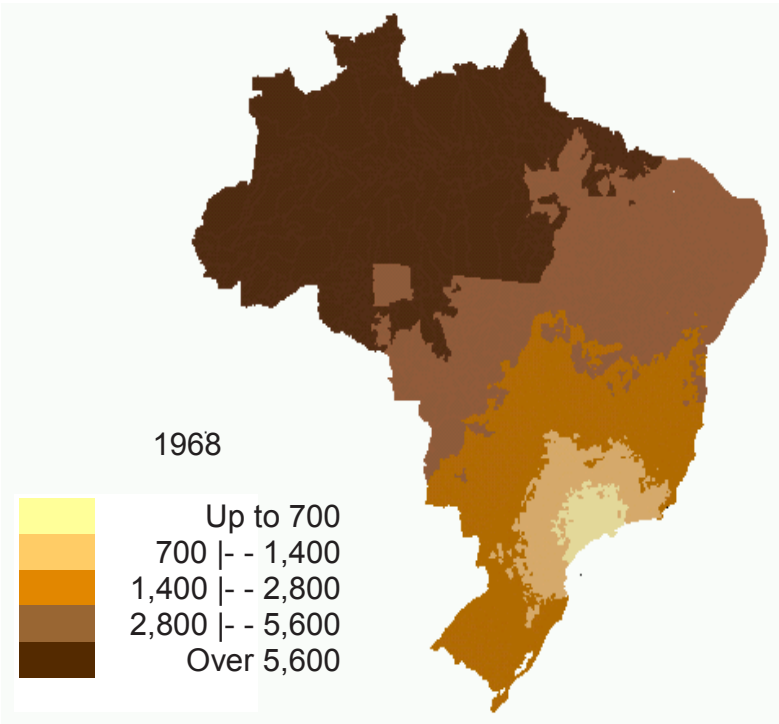 1968
Up to 700
700 |- - 1,400
1,400 |- - 2,800
2,800 |- - 5,600
Over 5,600